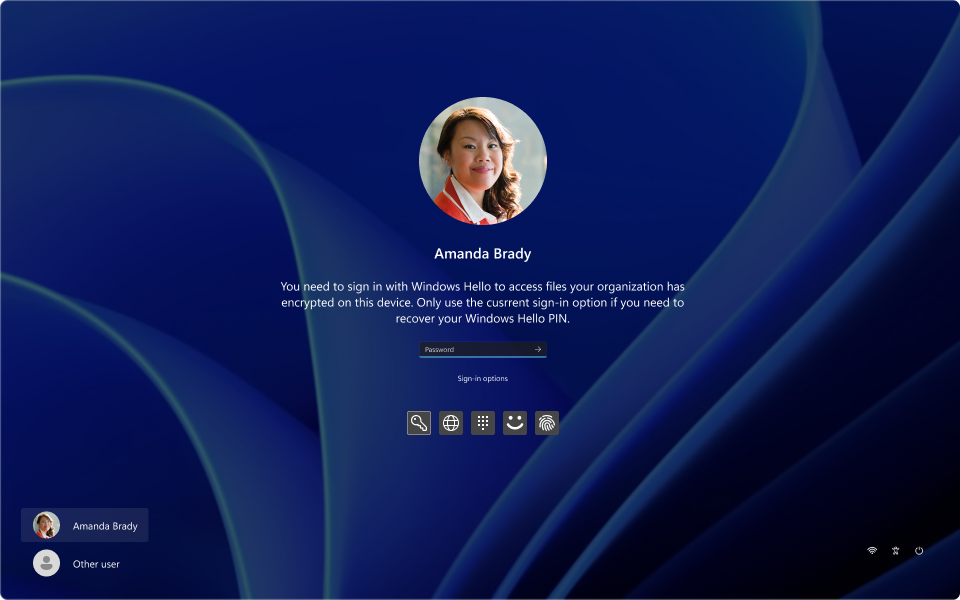 Amanda Brady
You need to sign in with Windows Hello to access files your organization has
encrypted on this device. Only use the cusrrent sign-in option if you need to
recover your Windows Hello PIN.
Password
Sign-in options
Amanda Brady
Other user